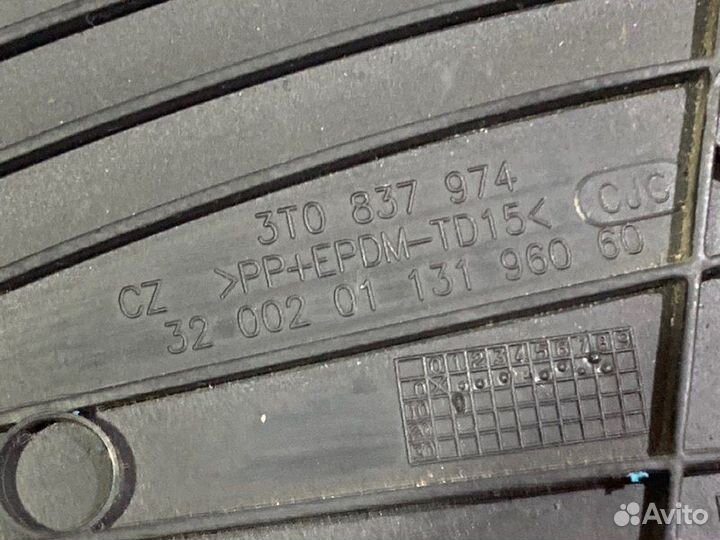 3T0 837 974
CJC
CZ >PP+EPDM-TD15<
32 002 01 131 960 60
0 1 2 3 4 5 6 7 8 9
Avito